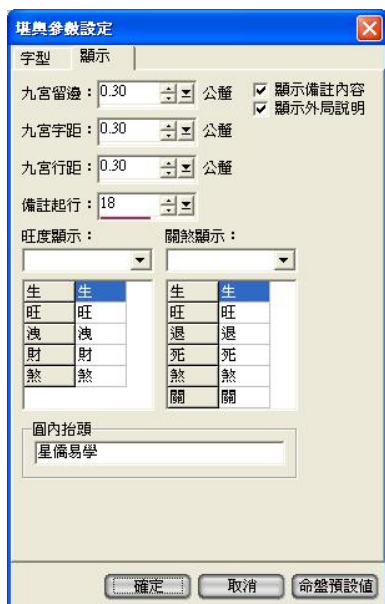 堪輿參數設定
字型 顯示
九宮留邊：0.30 公釐 顯示備註內容
顯示外局說明
九宮字距：0.30 公釐
九宮行距：0.30 公釐
備註起行：18
旺度顯示： 關煞顯示：
生 生 生 生
旺 旺 旺 旺
洩 洩 退 退
財 財 死 死
煞 煞 煞 煞
關 關
圓內抬頭
星僑易學
確定 取消 命盤預設值